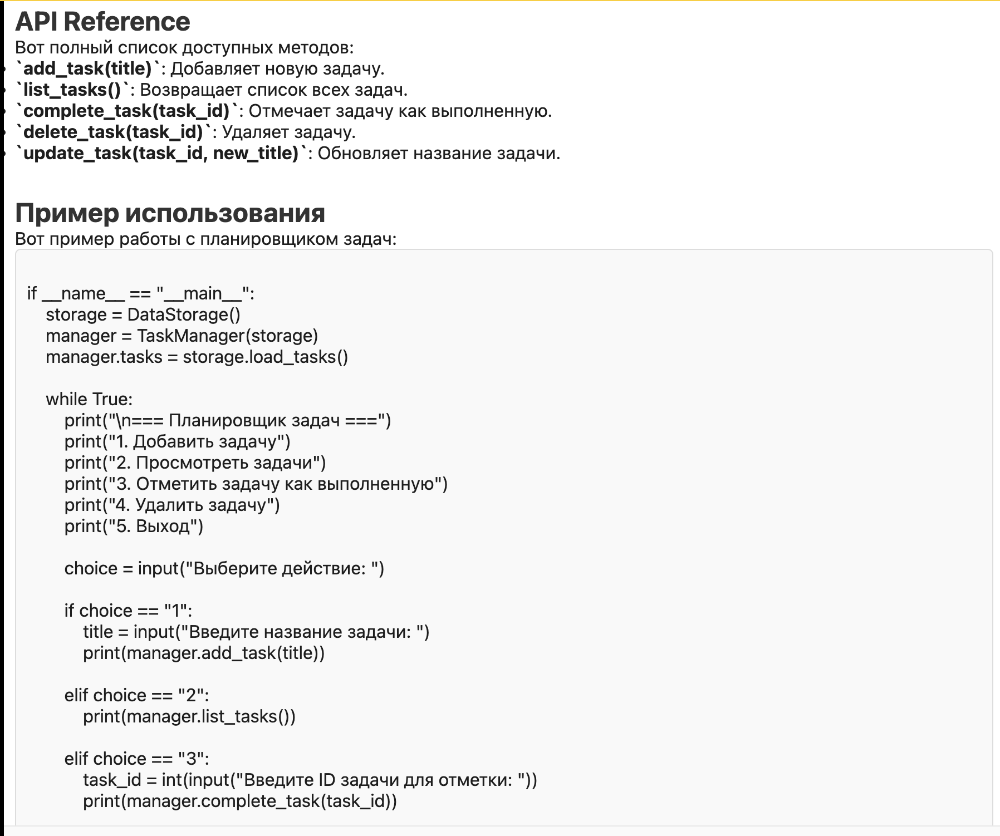 API Reference
Вот полный список доступных методов:
`add_task(title)`: Добавляет новую задачу.
`list_tasks()`: Возвращает список всех задач.
`complete_task(task_id)`: Отмечает задачу как выполненную.
`delete_task(task_id)`: Удаляет задачу.
`update_task(task_id, new_title)`: Обновляет название задачи.
Пример использования
Вот пример работы с планировщиком задач:
if __name__ == "__main__":
    storage = DataStorage()
    manager = TaskManager(storage)
    manager.tasks = storage.load_tasks()
    while True:
        print("\n=== Планировщик задач ===")
        print("1. Добавить задачу")
        print("2. Просмотреть задачи")
        print("3. Отметить задачу как выполненную")
        print("4. Удалить задачу")
        print("5. Выход")
        choice = input("Выберите действие: ")
        if choice == "1":
            title = input("Введите название задачи: ")
            print(manager.add_task(title))
        elif choice == "2":
            print(manager.list_tasks())
        elif choice == "3":
            task_id = int(input("Введите ID задачи для отметки: "))
            print(manager.complete_task(task_id))